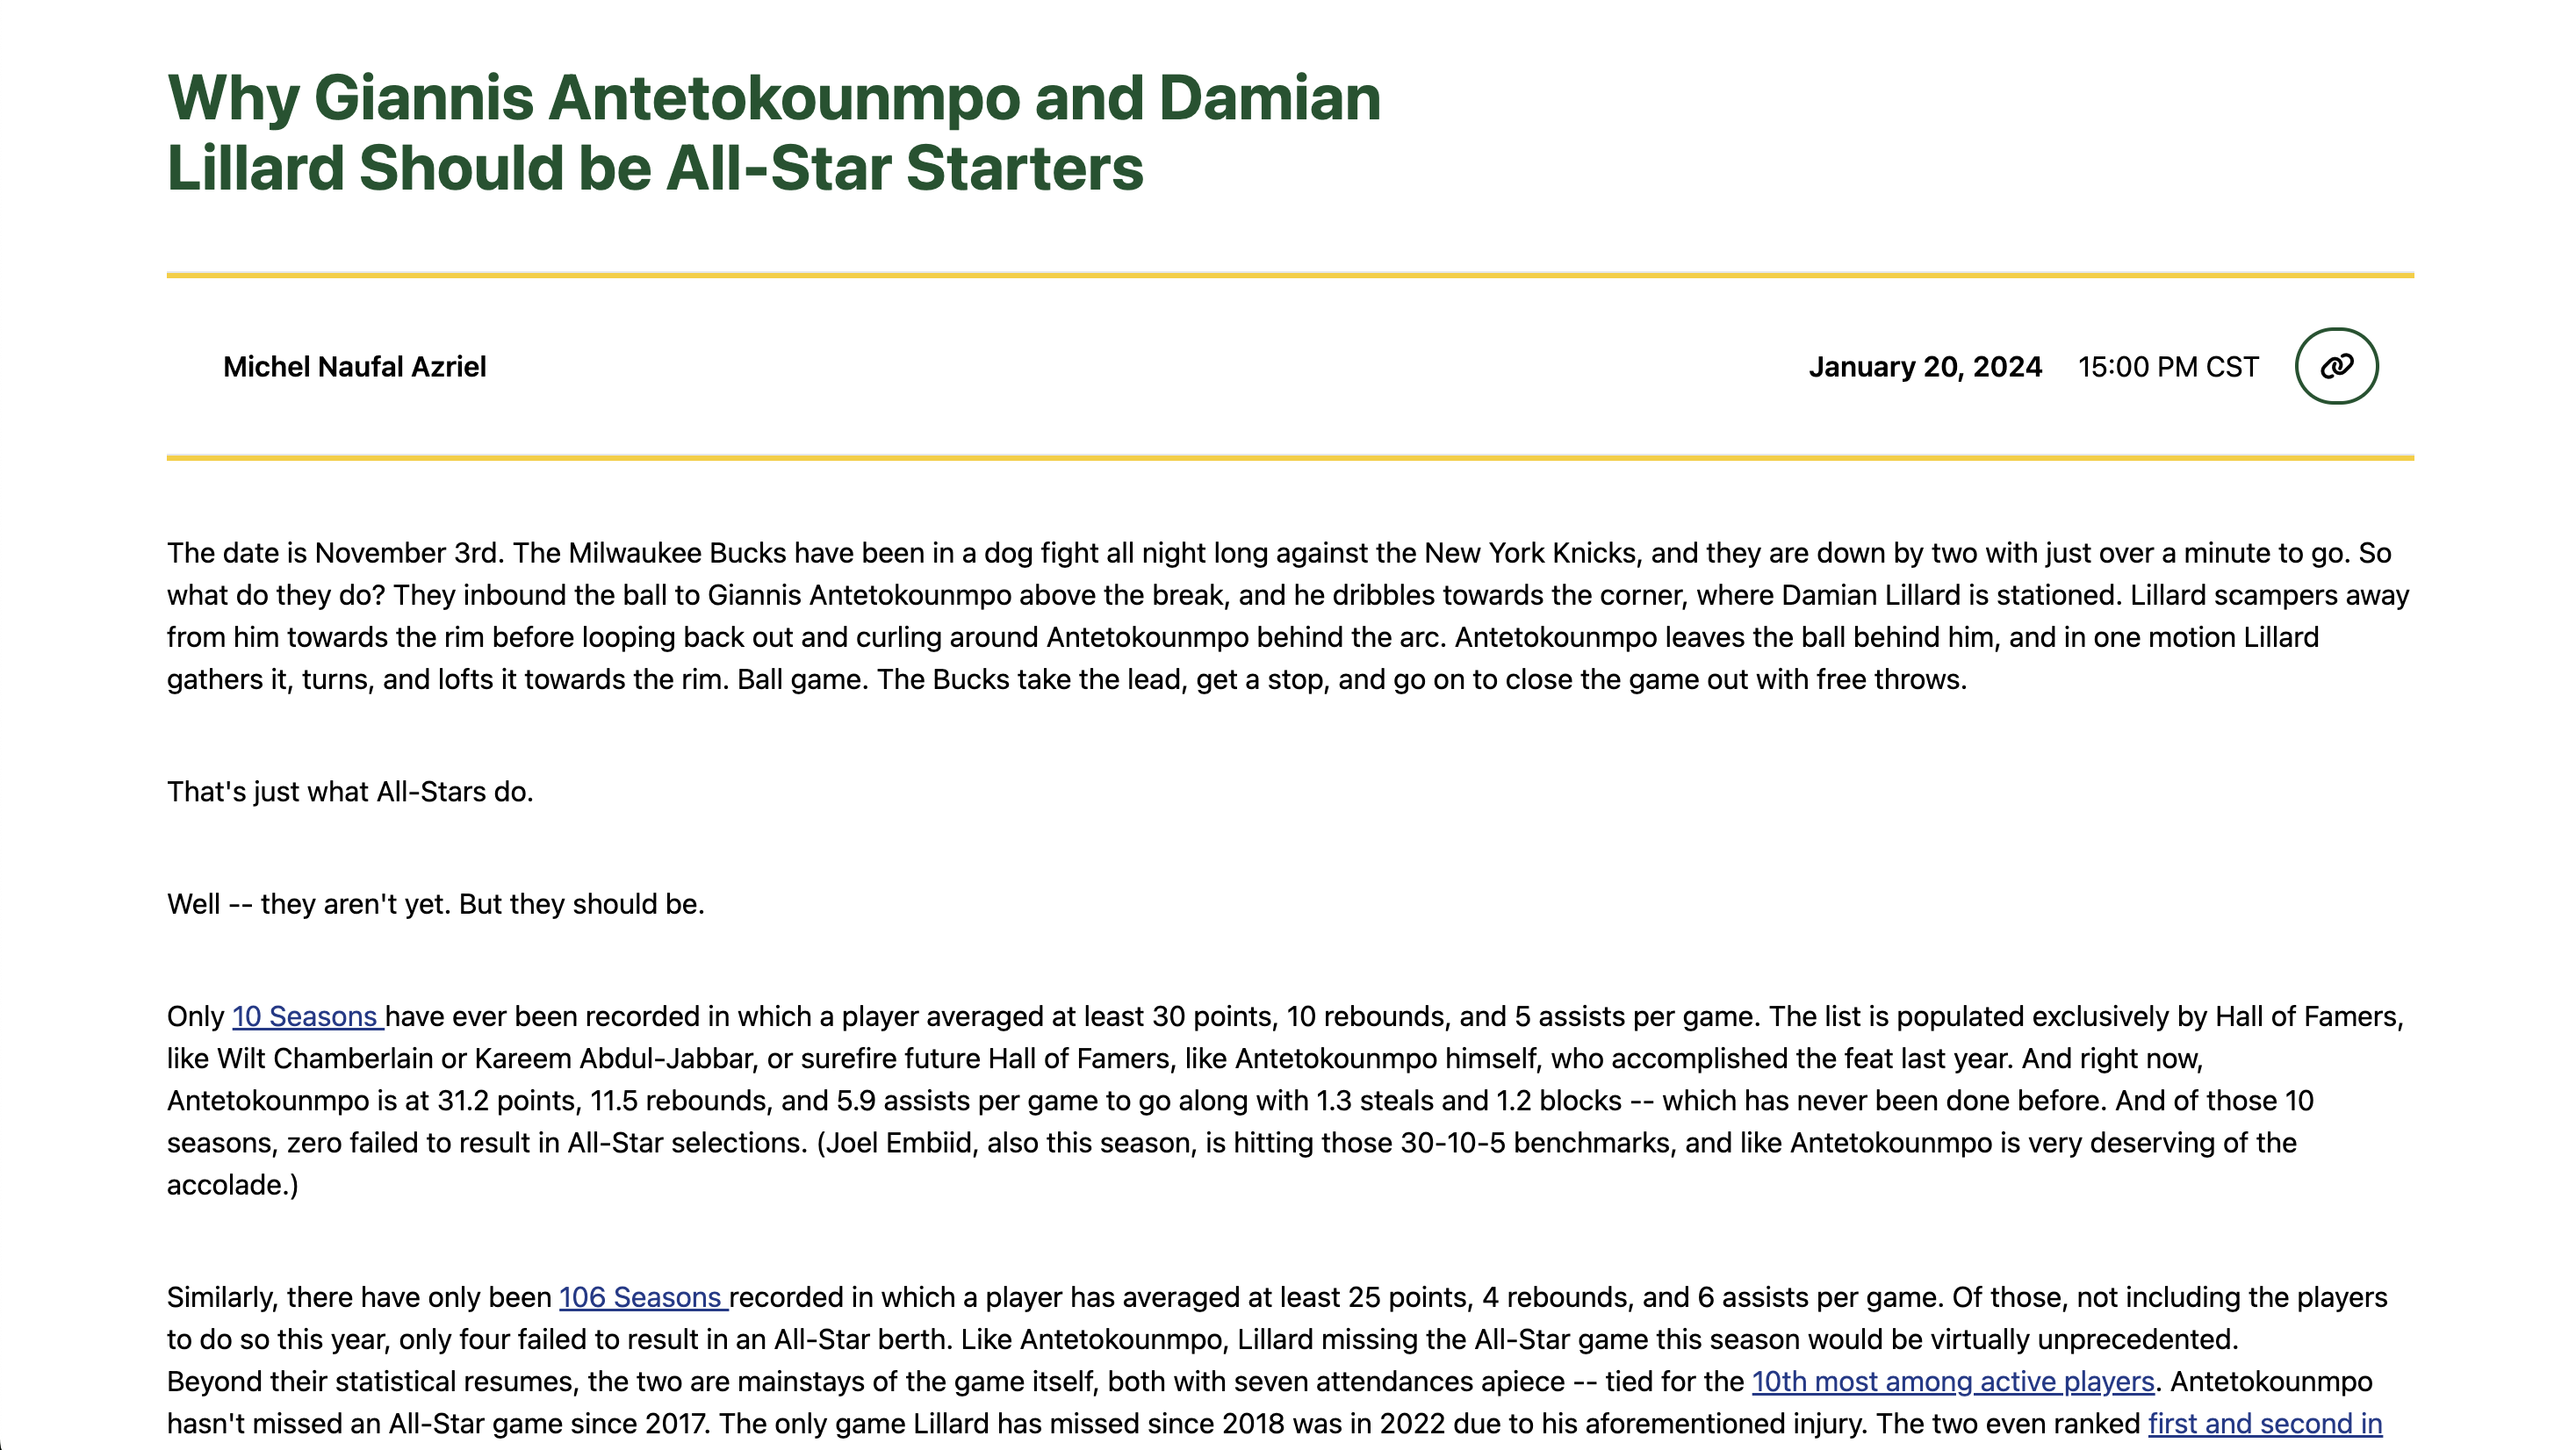 Why Giannis Antetokounmpo and Damian
Lillard Should be All-Star Starters
Michel Naufal Azriel
January 20, 2024 15:00 PM CST
The date is November 3rd. The Milwaukee Bucks have been in a dog fight all night long against the New York Knicks, and they are down by two with just over a minute to go. So
what do they do? They inbound the ball to Giannis Antetokounmpo above the break, and he dribbles towards the corner, where Damian Lillard is stationed. Lillard scampers away
from him towards the rim before looping back out and curling around Antetokounmpo behind the arc. Antetokounmpo leaves the ball behind him, and in one motion Lillard
gathers it, turns, and lofts it towards the rim. Ball game. The Bucks take the lead, get a stop, and go on to close the game out with free throws.
That's just what All-Stars do.
Well -- they aren't yet. But they should be.
Only 10 Seasons have ever been recorded in which a player averaged at least 30 points, 10 rebounds, and 5 assists per game. The list is populated exclusively by Hall of Famers,
like Wilt Chamberlain or Kareem Abdul-Jabbar, or surefire future Hall of Famers, like Antetokounmpo himself, who accomplished the feat last year. And right now,
Antetokounmpo is at 31.2 points, 11.5 rebounds, and 5.9 assists per game to go along with 1.3 steals and 1.2 blocks -- which has never been done before. And of those 10
seasons, zero failed to result in All-Star selections. (Joel Embiid, also this season, is hitting those 30-10-5 benchmarks, and like Antetokounmpo is very deserving of the
accolade.)
Similarly, there have only been 106 Seasons recorded in which a player has averaged at least 25 points, 4 rebounds, and 6 assists per game. Of those, not including the players
to do so this year, only four failed to result in an All-Star berth. Like Antetokounmpo, Lillard missing the All-Star game this season would be virtually unprecedented.
Beyond their statistical resumes, the two are mainstays of the game itself, both with seven attendances apiece -- tied for the 10th most among active players. Antetokounmpo
hasn't missed an All-Star game since 2017. The only game Lillard has missed since 2018 was in 2022 due to his aforementioned injury. The two even ranked first and second in